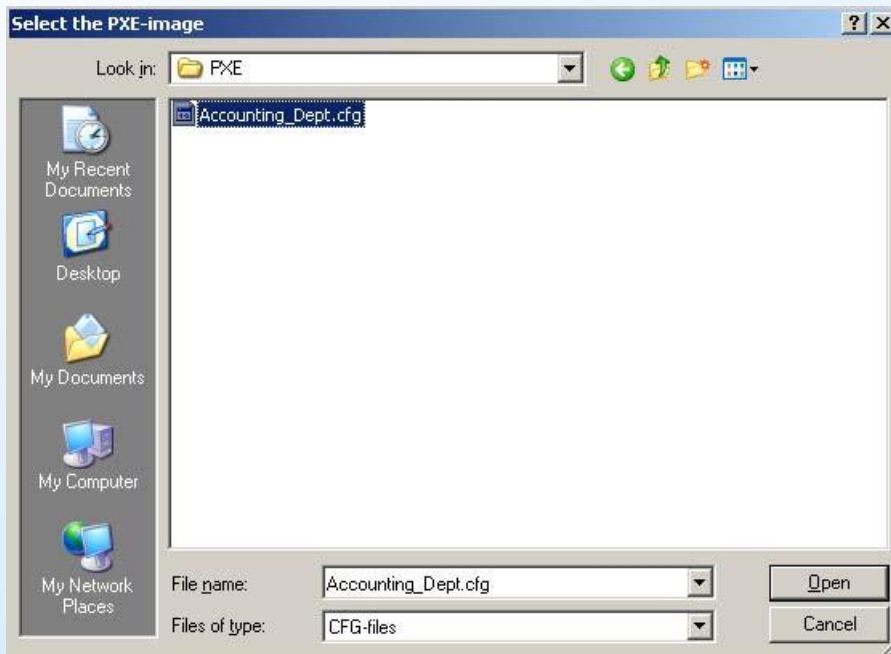 Select the PXE-image
Look in: PXE
Accounting_Dept.cfg
My Recent
Documents
Desktop
My Documents
My Computer
My Network
Places
File name: Accounting_Dept.cfg Open
Files of type: CFG-files Cancel